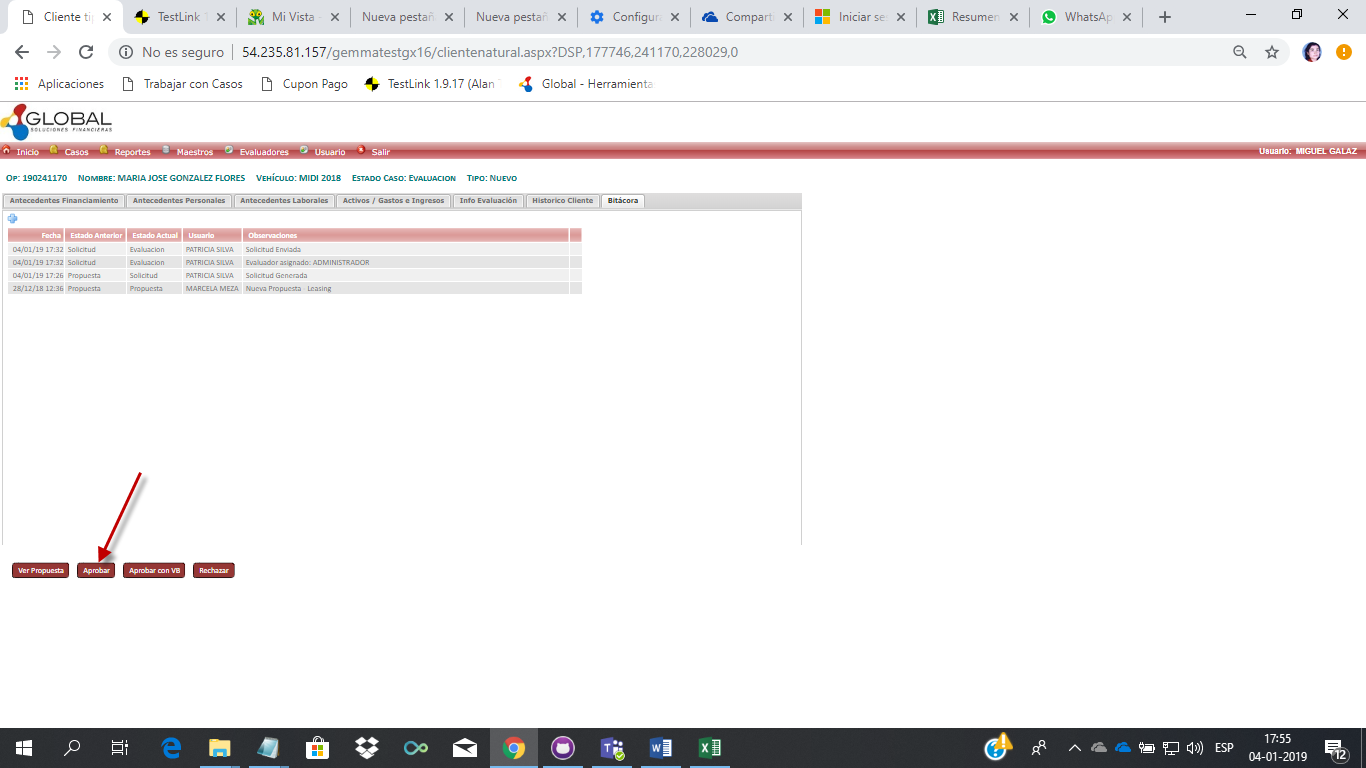 Cliente ti
TestLink 1
Mi Vista -
Nueva pestañ
Nueva pestañ
Configura
Compart
Iniciar se
Resumen
WhatsAp
No es seguro
54.235.81.157/gemmatestgx16/clientenatural.aspx?DSP,177746,241170,228029,0
Aplicaciones
Trabajar con Casos
Cupon Pago
TestLink 1.9.17 (Alan
Global - Herramienta
GLOBAL
SOLUCIONES FINANCIERAS
Inicio Casos Reportes Maestros Evaluadores Usuario Salir
Usuario: MIGUEL GALAZ
OP: 190241170 NOMBRE: MARIA JOSE GONZALEZ FLORES VEHÍCULO: MIDI 2018 ESTADO CASO: EVALUACION TIPO: NUEVO
Antecedentes Financiamiento Antecedentes Personales Antecedentes Laborales Activos / Gastos e Ingresos Info Evaluación Historico Cliente Bitácora
Fecha Estado Anterior Estado Actual Usuario Observaciones
04/01/19 17:32 Solicitud Evaluacion PATRICIA SILVA Solicitud Enviada
04/01/19 17:32 Solicitud Evaluacion PATRICIA SILVA Evaluador asignado: ADMINISTRADOR
04/01/19 17:26 Propuesta Solicitud PATRICIA SILVA Solicitud Generada
28/12/18 12:36 Propuesta Propuesta MARCELA MEZA Nueva Propuesta - Leasing
Ver Propuesta Aprobar Aprobar con VB Rechazar
ESP
17:55
04-01-2019
12